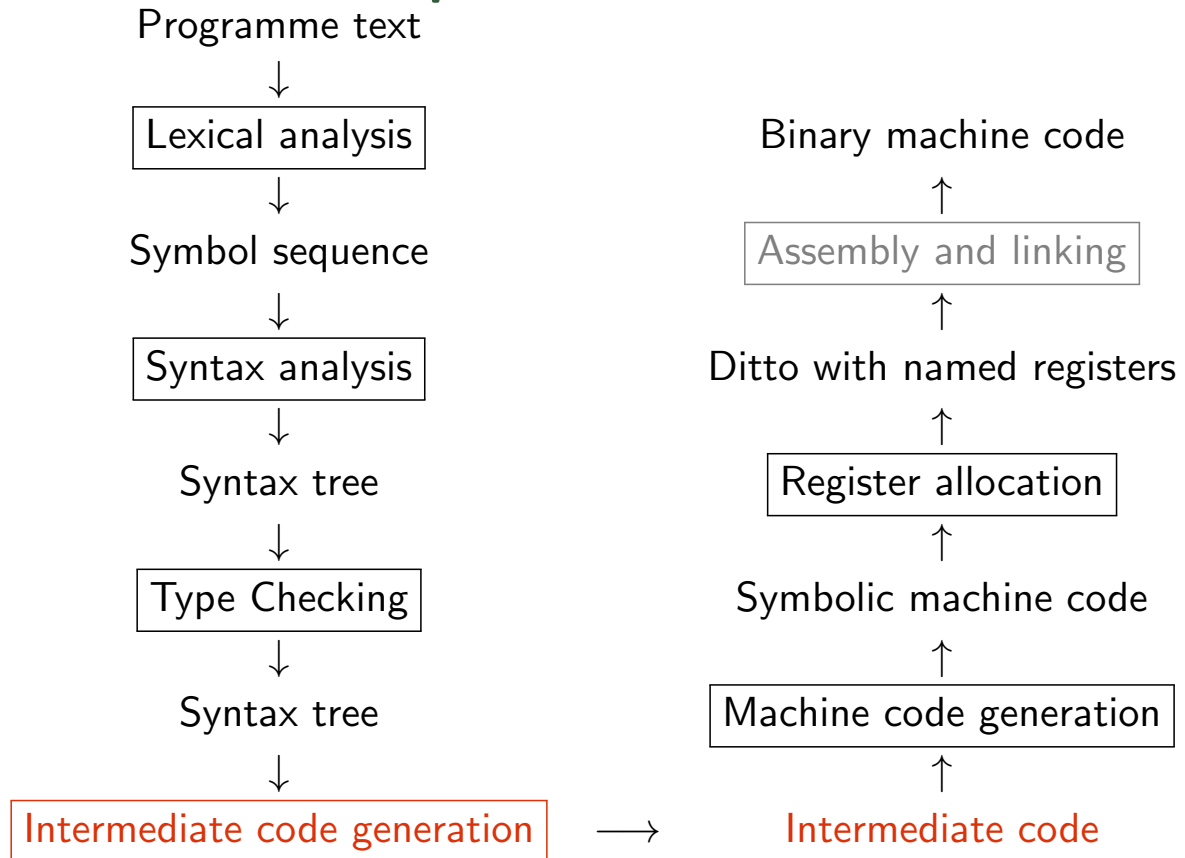 Programme text
Lexical analysis
Symbol sequence
Syntax analysis
Syntax tree
Type Checking
Syntax tree
Intermediate code generation
Intermediate code
Machine code generation
Symbolic machine code
Register allocation
Ditto with named registers
Assembly and linking
Binary machine code